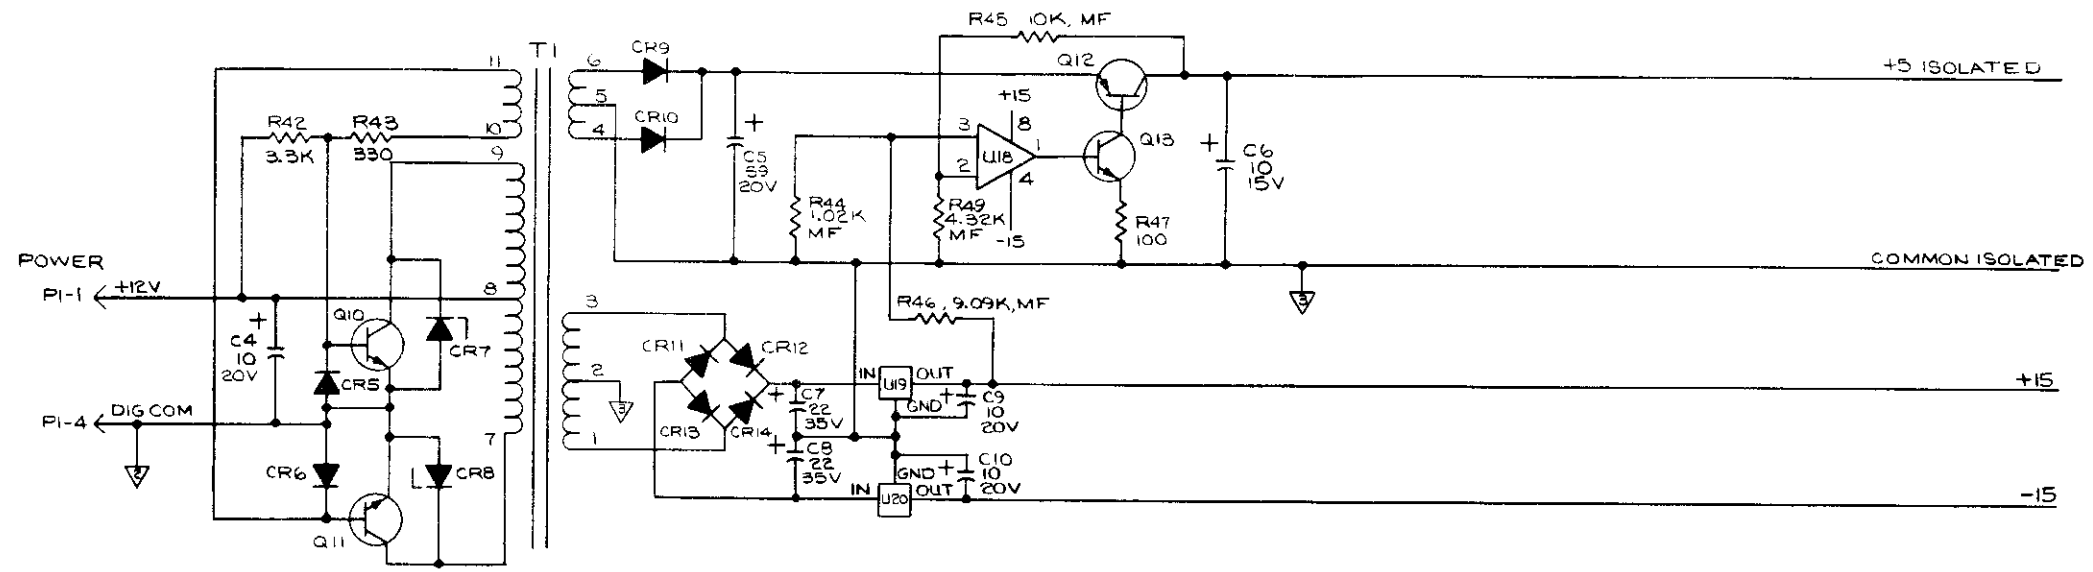 R45 10K, MF
T1
11
6
CR9
Q12
+5 ISOLATED
5
+15
+
R42
R43
10
4
CR10
3
8
Q13
3.3K
330
9
U18
1
+
C6
10
15V
C5
59
20V
2
4
R44
1.02K
MF
R49
4.32K
MF
-15
R47
100
POWER
COMMON ISOLATED
P1-1
+12V
8
3
R46, 9.09K, MF
3
+
Q10
C4
10
20V
CR7
CR11
CR12
CR5
2
IN
U19
OUT
+15
3
+
C7
22
35V
GND
+
C9
10
20V
P1-4
DIG COM
7
1
CR13
CR14
+
C8
22
35V
2
CR6
CR8
GND
+
C10
10
20V
IN
U20
OUT
-15
Q11